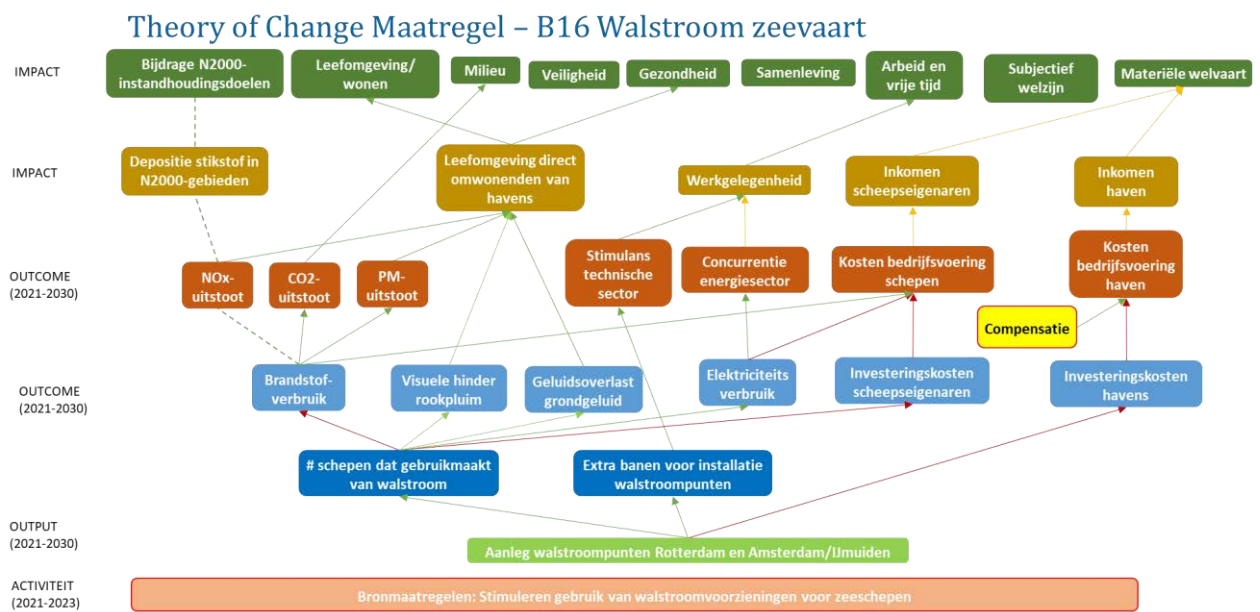 Theory of Change Maatregel – B16 Walstroom zeevaart
IMPACT
Bijdrage N2000-
instandhoudingsdoelen
Leefomgeving/
wonen
Milieu
Veiligheid
Gezondheid
Samenleving
Arbeid en
vrije tijd
Subjectief
welzijn
Materiële welvaart
IMPACT
Depositie stikstof in
N2000-gebieden
Leefomgeving direct
omwonenden van
havens
Werkgelegenheid
Inkomen
scheepseigenaren
Inkomen
haven
OUTCOME
(2021-2030)
NOx-
uitstoot
CO2-
uitstoot
PM-
uitstoot
Stimulans
technische
sector
Concurrentie
energiesector
Kosten bedrijfsvoering
schepen
Kosten
bedrijfsvoering
haven
Compensatie
OUTCOME
(2021-2030)
Brandstof-
verbruik
Visuele hinder
rookpluim
Geluidsoverlast
grondgeluid
Elektriciteits
verbruik
Investeringskosten
scheepseigenaren
Investeringskosten
havens
# schepen dat gebruikmaakt
van walstroom
Extra banen voor installatie
walstroompunten
OUTPUT
(2021-2030)
Aanleg walstroompunten Rotterdam en Amsterdam/IJmuiden
ACTIVITEIT
(2021-2023)
Bronmaatregelen: Stimuleren gebruik van walstroomvoorzieningen voor zeeschepen